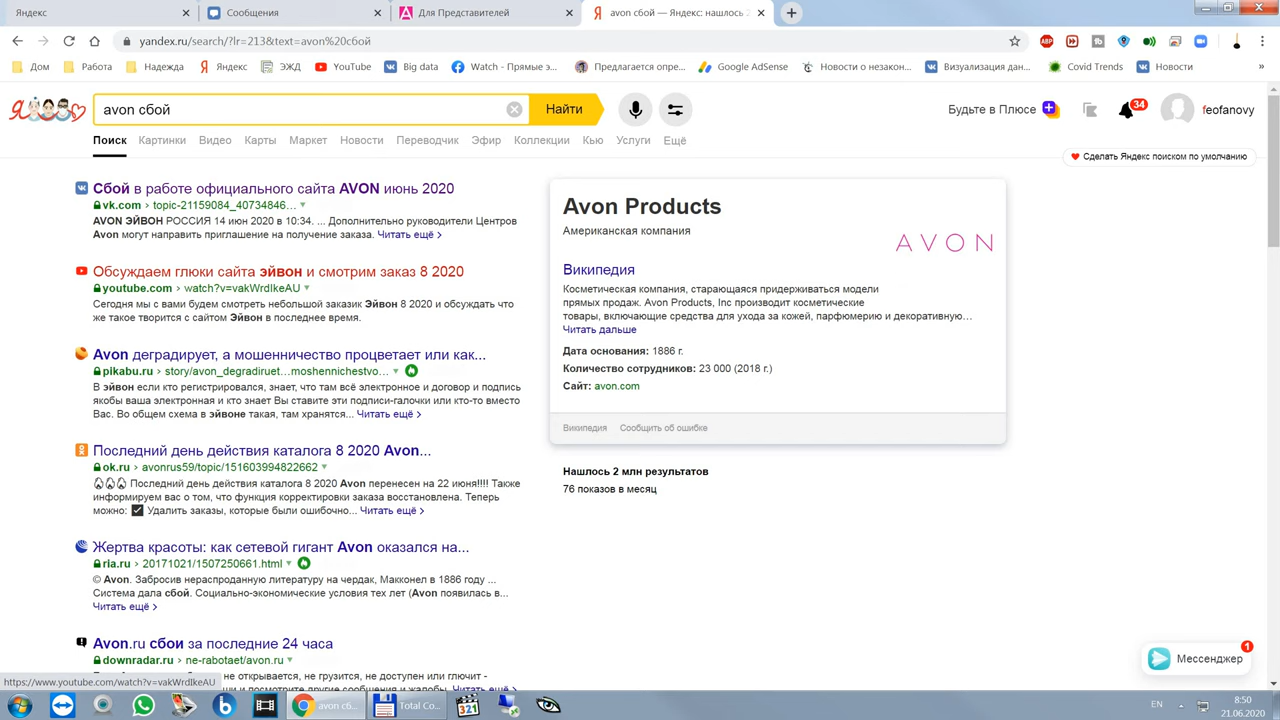 Яндекс
Сообщения
Для Представителей
avon сбой — Яндекс: нашлось 2
yandex.ru/search/?lr=213&text=avon%20сбой
ABP
Дом
Работа
Надежда
Яндекс
ЭЖД
YouTube
Big data
Watch - Прямые э...
Предлагается опре...
Google AdSense
Новости о незакон...
Визуализация дан...
Covid Trends
Новости
»
avon сбой
Найти
Будьте в Плюсе
34
feofanovy
Поиск
Картинки
Видео
Карты
Маркет
Новости
Переводчик
Эфир
Коллекции
Кью
Услуги
Ещё
Сделать Яндекс поиском по умолчанию
Сбой в работе официального сайта AVON июнь 2020
vk.com › topic-21159084_40734846...
AVON ЭЙВОН РОССИЯ 14 июн 2020 в 10:34. ... Дополнительно руководители Центров
Avon могут направить приглашение на получение заказа. Читать ещё >
Обсуждаем глюки сайта эйвон и смотрим заказ 8 2020
youtube.com › watch?v=vakWrdIkeAU
Сегодня мы с вами будем смотреть небольшой заказик Эйвон 8 2020 и обсуждать что
же такое творится с сайтом Эйвон в последнее время.
Avon деградирует, а мошенничество процветает или как...
pikabu.ru › story/avon_degradiruet...moshennichestvo...
В эйвон если кто регистрировался, знает, что там всё электронное и договор и подпись
якобы ваша электронная и кто знает Вы ставите эти подписи-галочки или кто-то вместо
Вас. Во общем схема в эйвоне такая, там хранятся... Читать ещё >
Последний день действия каталога 8 2020 Avon...
ok.ru › avonrus59/topic/151603994822662
Последний день действия каталога 8 2020 Avon перенесен на 22 июня!!!! Также
информируем вас о том, что функция корректировки заказа восстановлена. Теперь
можно: Удалить заказы, которые были ошибочно... Читать ещё >
Жертва красоты: как сетевой гигант Avon оказался на...
ria.ru › 20171021/1507250661.html
© Avon. Забросив нераспроданную литературу на чердак, Макконел в 1886 году ...
Система дала сбой. Социально-экономические условия тех лет (Avon появилась в...
Читать ещё >
Avon.ru сбои за последние 24 часа
downradar.ru › ne-rabotaet/avon.ru
не открывается, не грузится, не доступен или глючит -
Avon Products
Американская компания
AVON
Википедия
Косметическая компания, старающаяся придерживаться модели
прямых продаж. Avon Products, Inc производит косметические
товары, включающие средства для ухода за кожей, парфюмерию и декоративную...
Читать дальше
Дата основания: 1886 г.
Количество сотрудников: 23 000 (2018 г.)
Сайт: avon.com
Википедия
Сообщить об ошибке
Нашлось 2 млн результатов
76 показов в месяц
Мессенджер
1
https://www.youtube.com/watch?v=vakWrdIkeAU
avon сб...
Total Co...
321
EN
8:50
21.06.2020